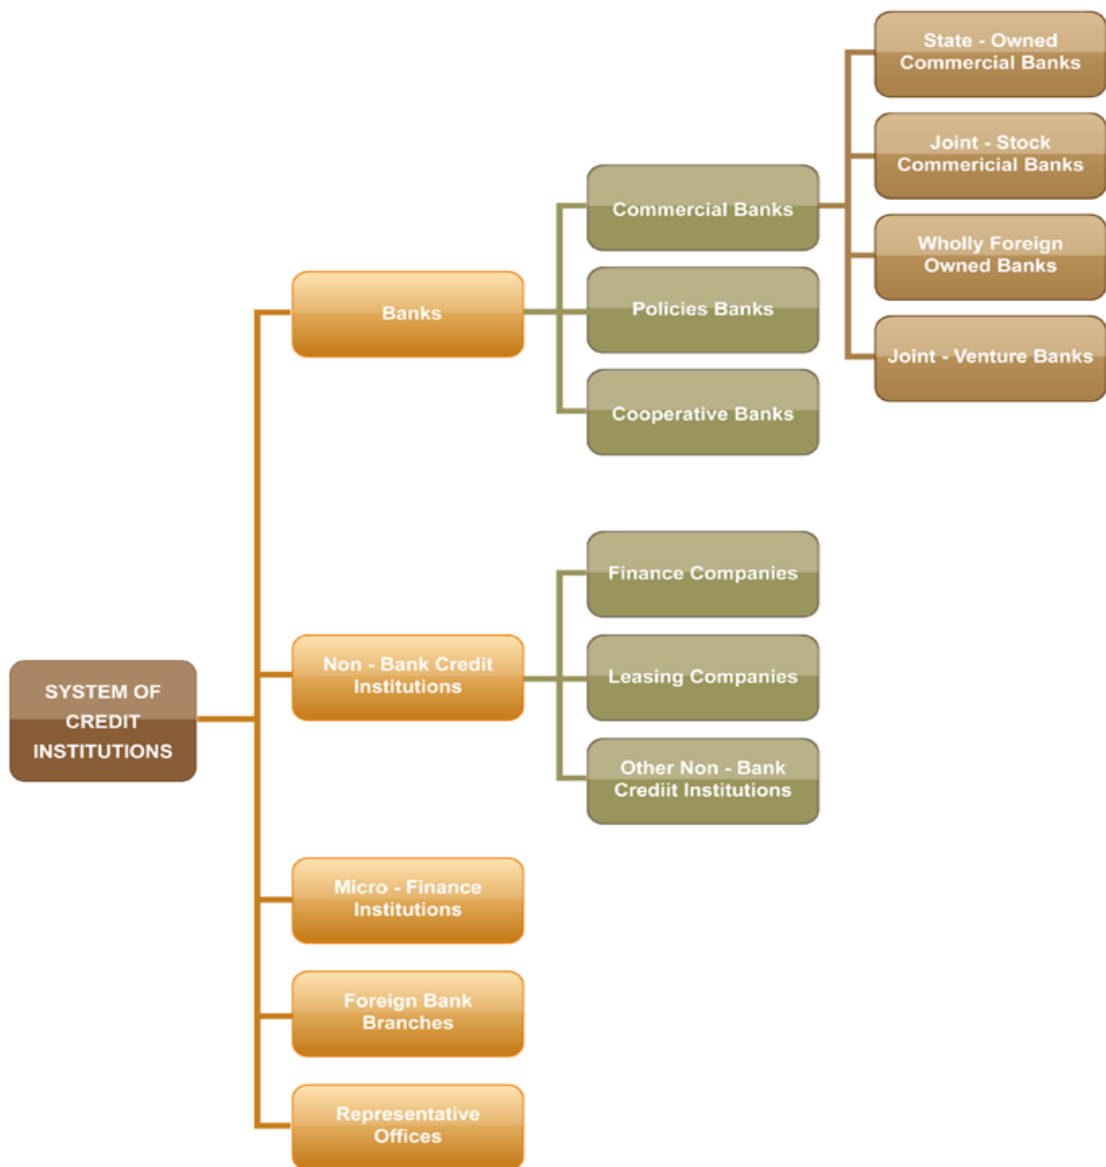 State - Owned
Commercial Banks
Joint - Stock
Commericial Banks
Commercial Banks
Wholly Foreign
Owned Banks
Banks
Policies Banks
Joint - Venture Banks
Cooperative Banks
Finance Companies
Non - Bank Credit
Institutions
Leasing Companies
SYSTEM OF
CREDIT
INSTITUTIONS
Other Non - Bank
Crediit Institutions
Micro - Finance
Institutions
Foreign Bank
Branches
Representative
Offices